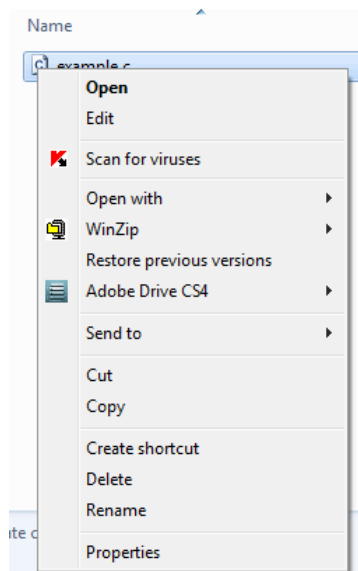 Name
example.c
Open
Edit
Scan for viruses
Open with
WinZip
Restore previous versions
Adobe Drive CS4
Send to
Cut
Copy
Create shortcut
Delete
Rename
Properties